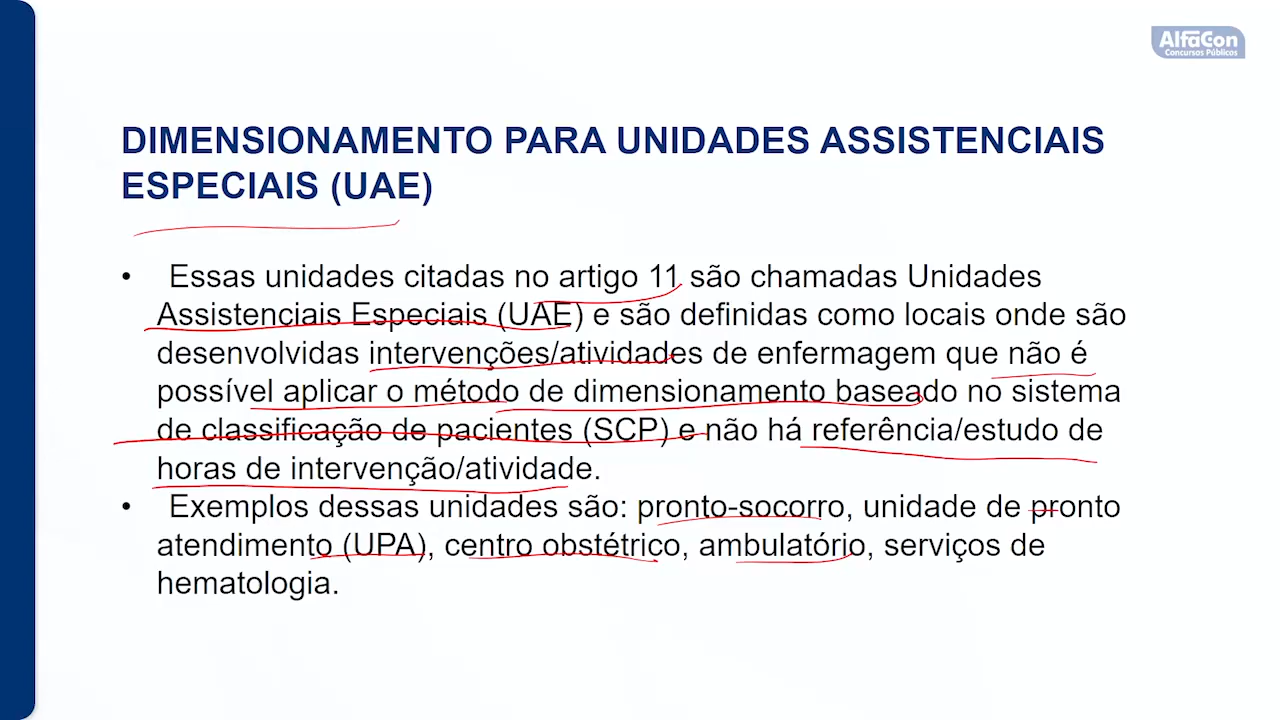 AlfaCon
Concursos Públicos
DIMENSIONAMENTO PARA UNIDADES ASSISTENCIAIS
ESPECIAIS (UAE)
• Essas unidades citadas no artigo 11 são chamadas Unidades
Assistenciais Especiais (UAE) e são definidas como locais onde são
desenvolvidas intervenções/atividades de enfermagem que não é
possível aplicar o método de dimensionamento baseado no sistema
de classificação de pacientes (SCP) e não há referência/estudo de
horas de intervenção/atividade.
• Exemplos dessas unidades são: pronto-socorro, unidade de pronto
atendimento (UPA), centro obstétrico, ambulatório, serviços de
hematologia.